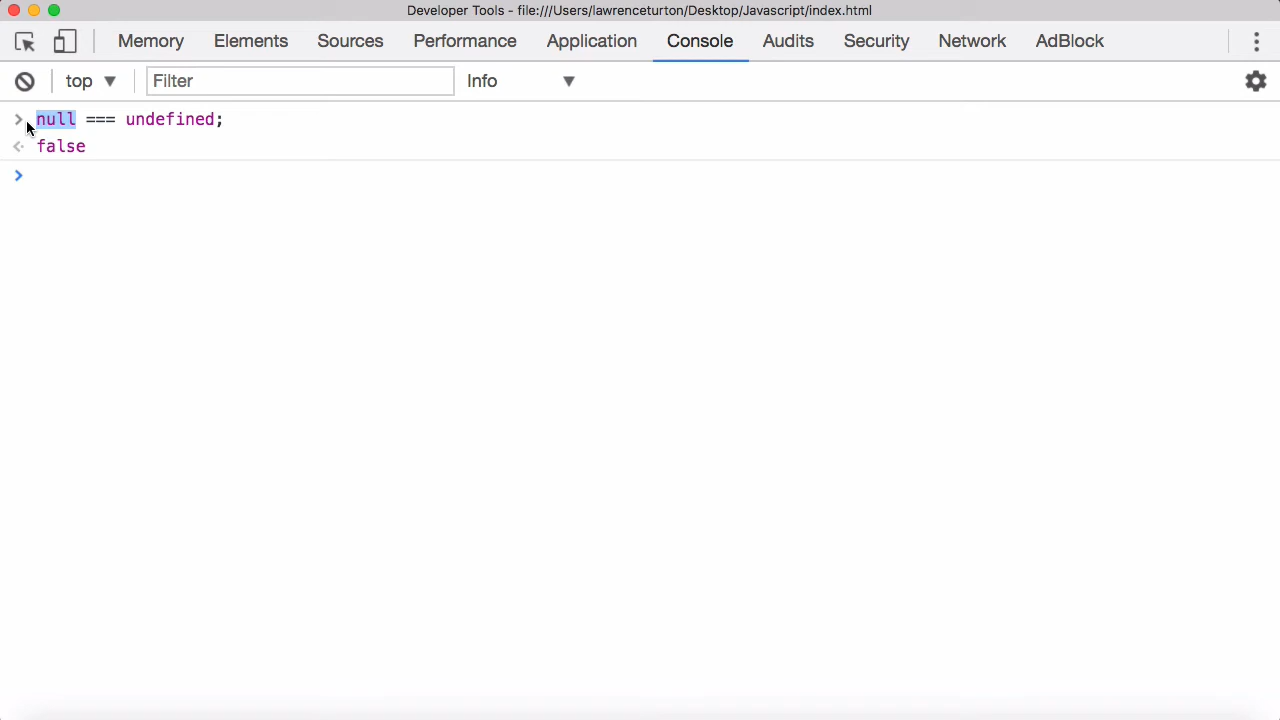 Developer Tools - file:///Users/lawrenceturton/Desktop/Javascript/index.html
Memory Elements Sources Performance Application Console Audits Security Network AdBlock
top Filter Info
null === undefined;
false